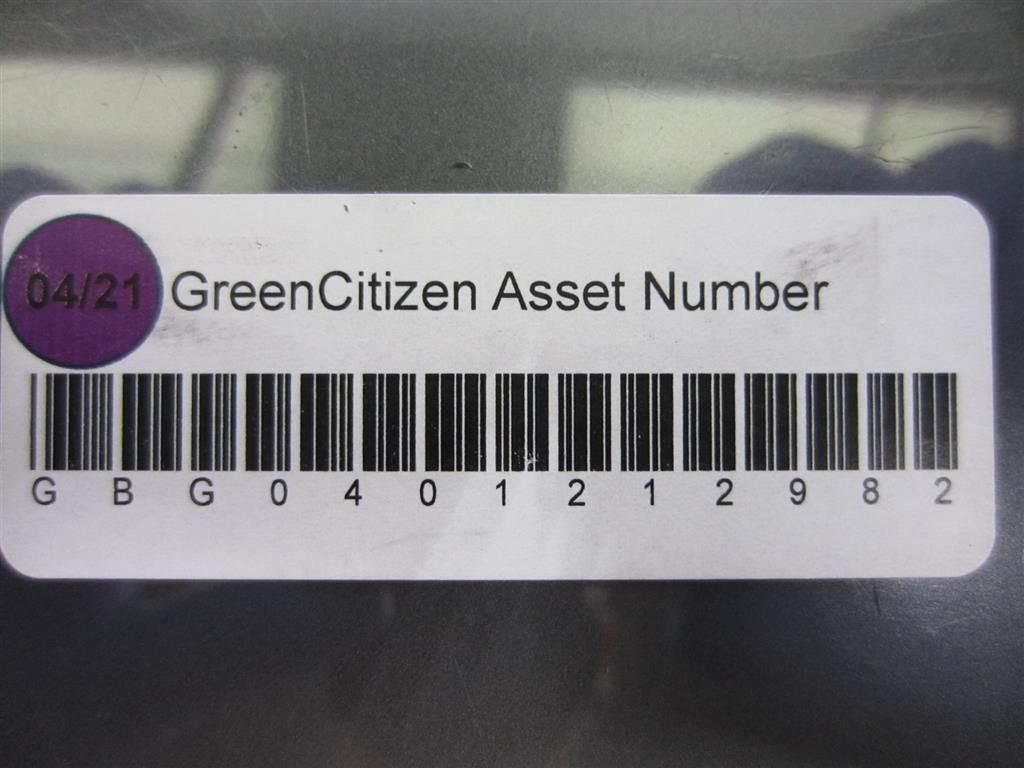 04/21 GreenCitizen Asset Number
G B G 0 4 0 1 2 1 2 9 8 2